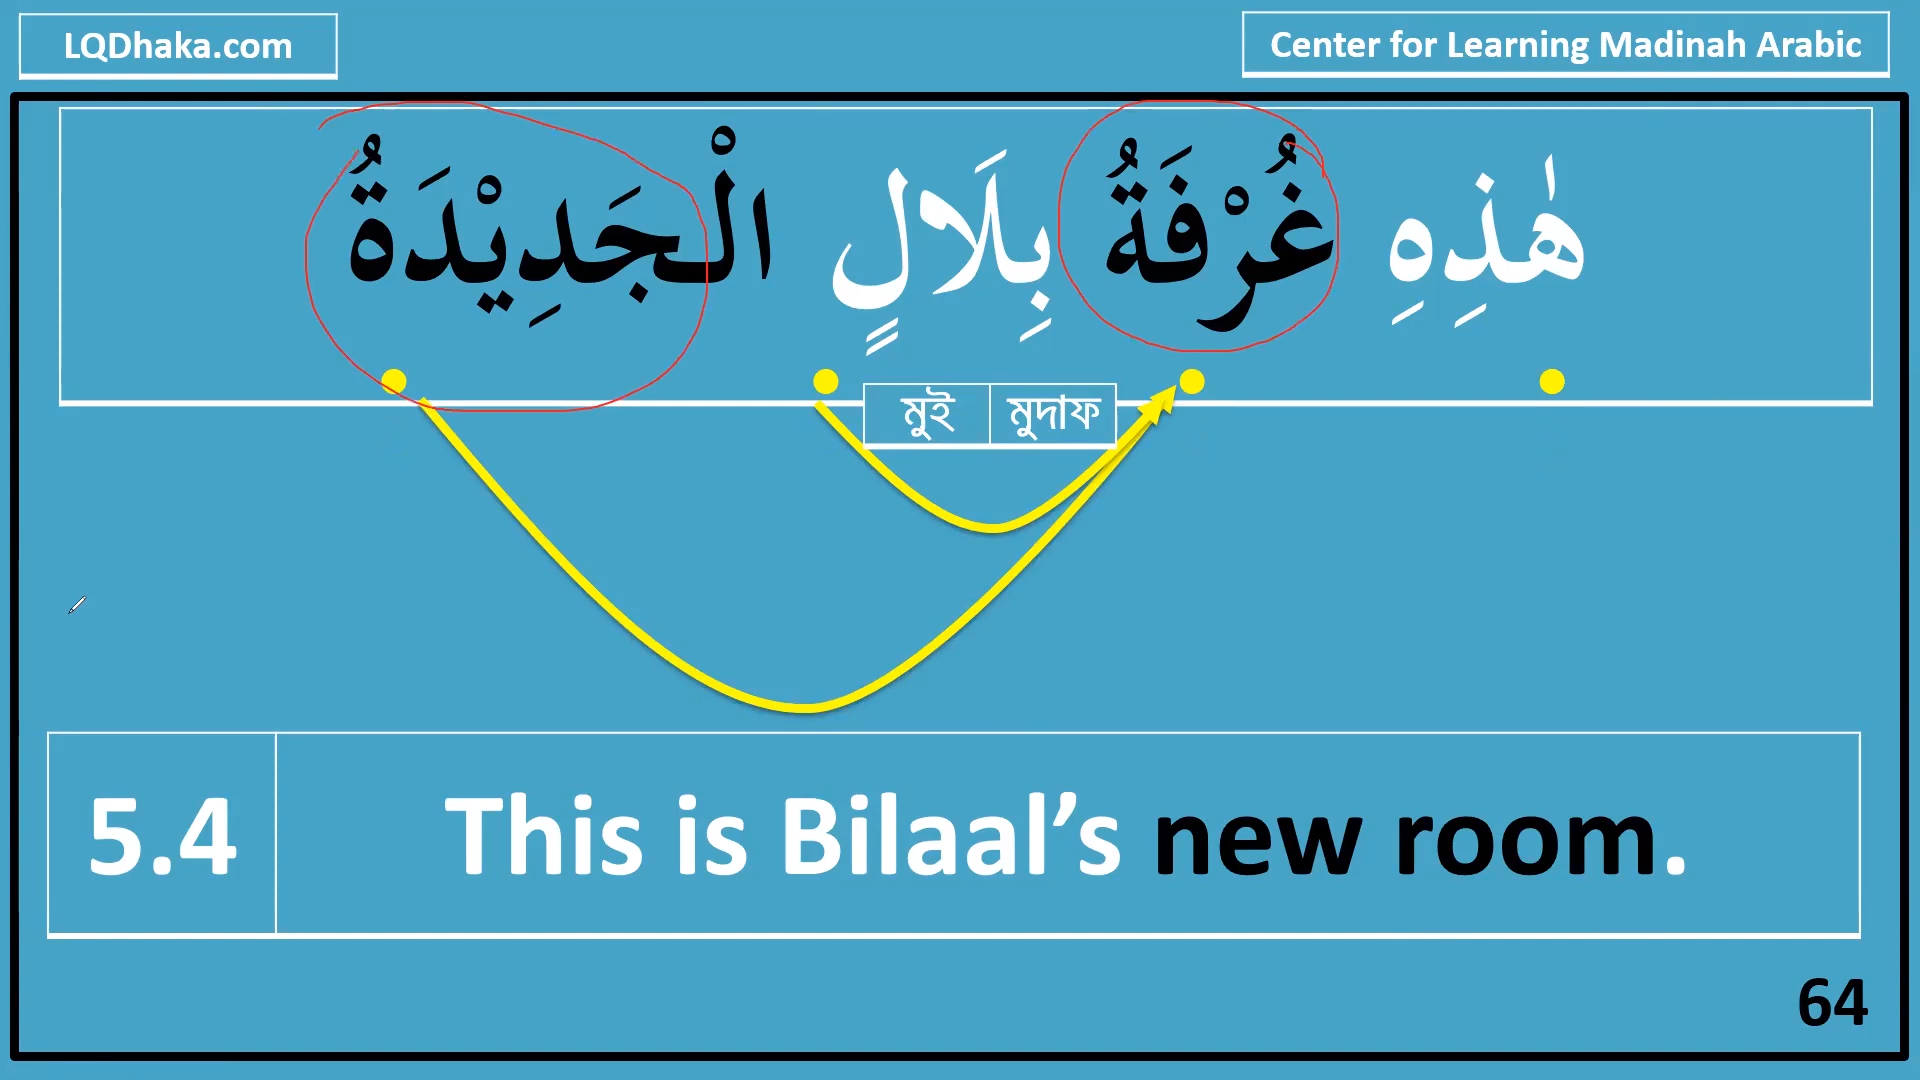 LQDhaka.com
Center for Learning Madinah Arabic
هٰذِهِ غُرْفَةُ بِلَالٍ الْجَدِيْدَةُ
মুই মুদাফ
5.4 This is Bilaal’s new room.
64